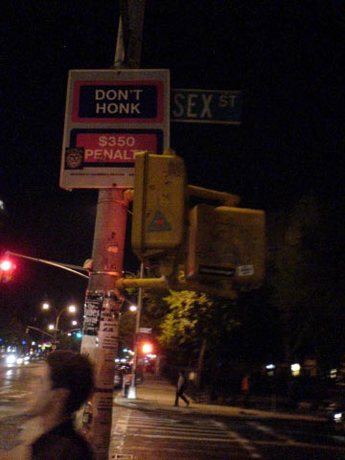 DON'T
HONK
$350
PENALTY
SEX ST